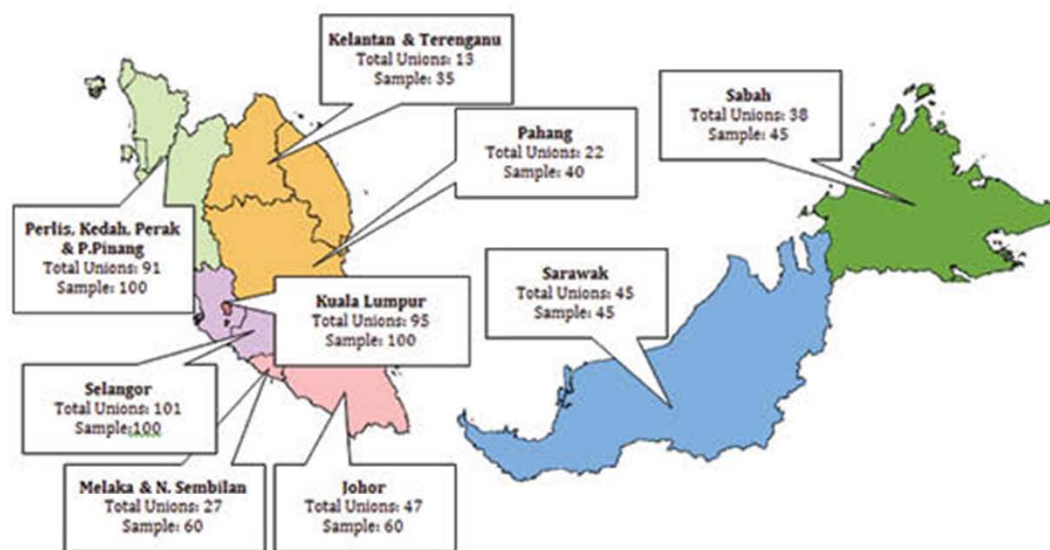 Kelantan & Terenganu
Total Unions: 13
Sample: 35
Pahang
Total Unions: 22
Sample: 40
Sabah
Total Unions: 38
Sample: 45
Perlis, Kedah, Perak
& P.Pinang
Total Unions: 91
Sample: 100
Kuala Lumpur
Total Unions: 95
Sample: 100
Sarawak
Total Unions: 45
Sample: 45
Selangor
Total Unions: 101
Sample:100
Melaka & N. Sembilan
Total Unions: 27
Sample: 60
Johor
Total Unions: 47
Sample: 60